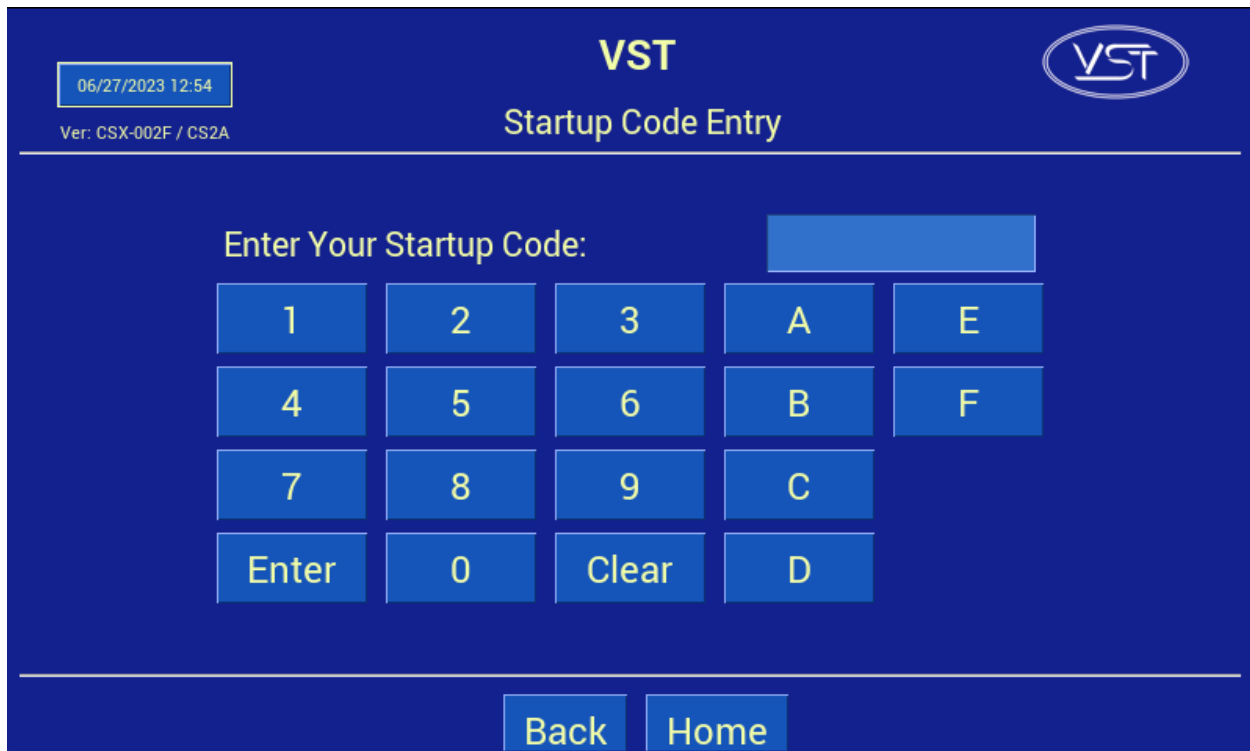 VST
VST
06/27/2023 12:54
Ver: CSX-002F / CS2A
Startup Code Entry
Enter Your Startup Code:
1 2 3 A E
4 5 6 B F
7 8 9 C
Enter 0 Clear D
Back Home